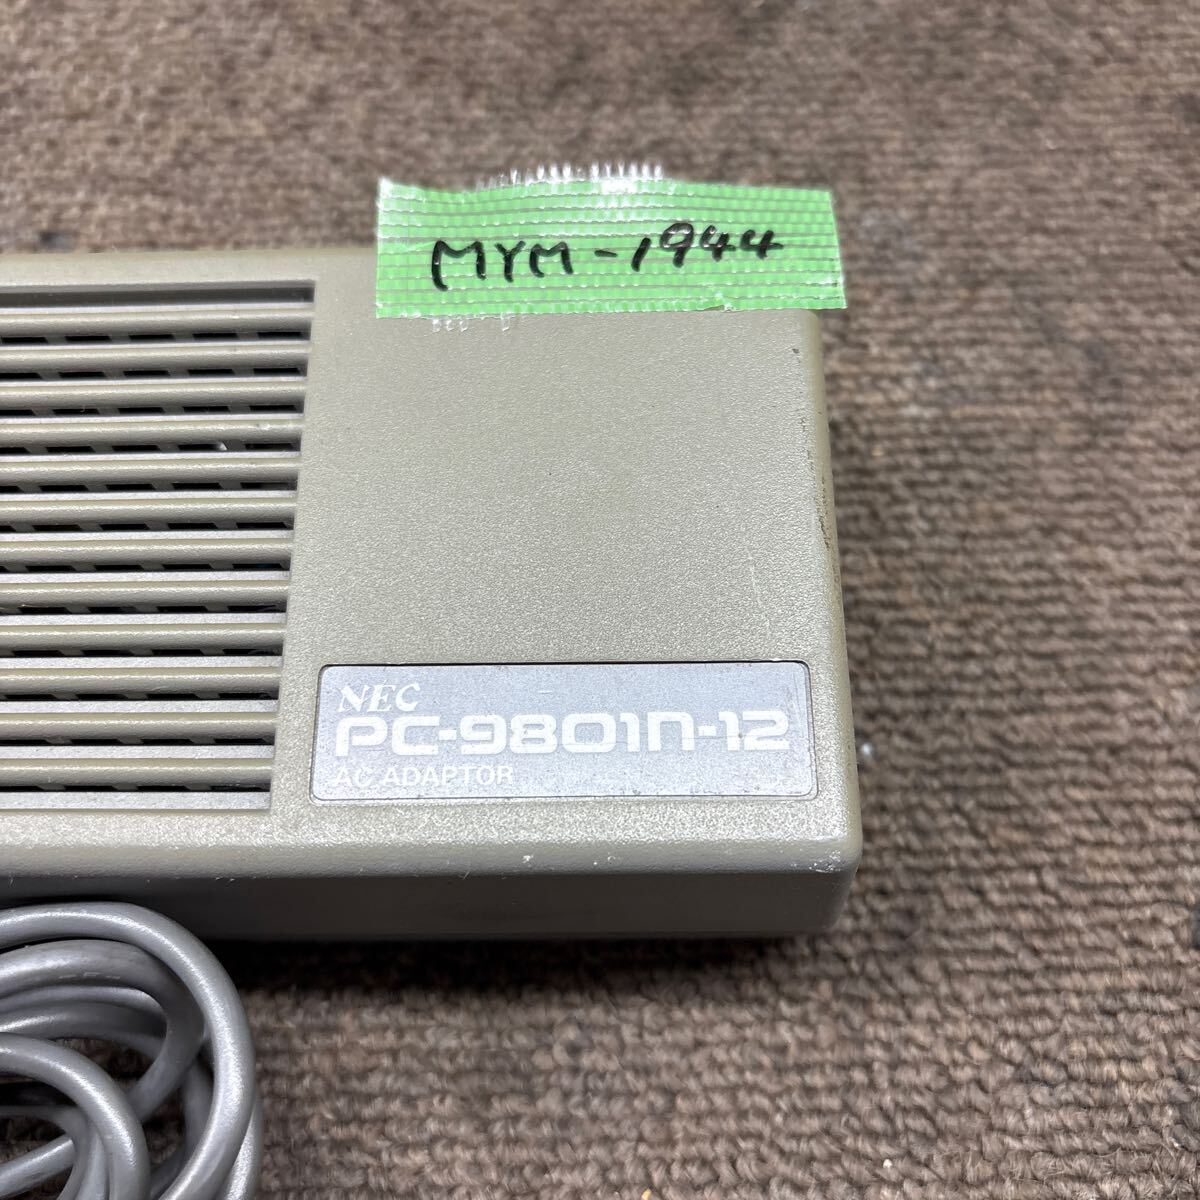 MYM-1944
NEC
PC-9801n-12
AC ADAPTOR